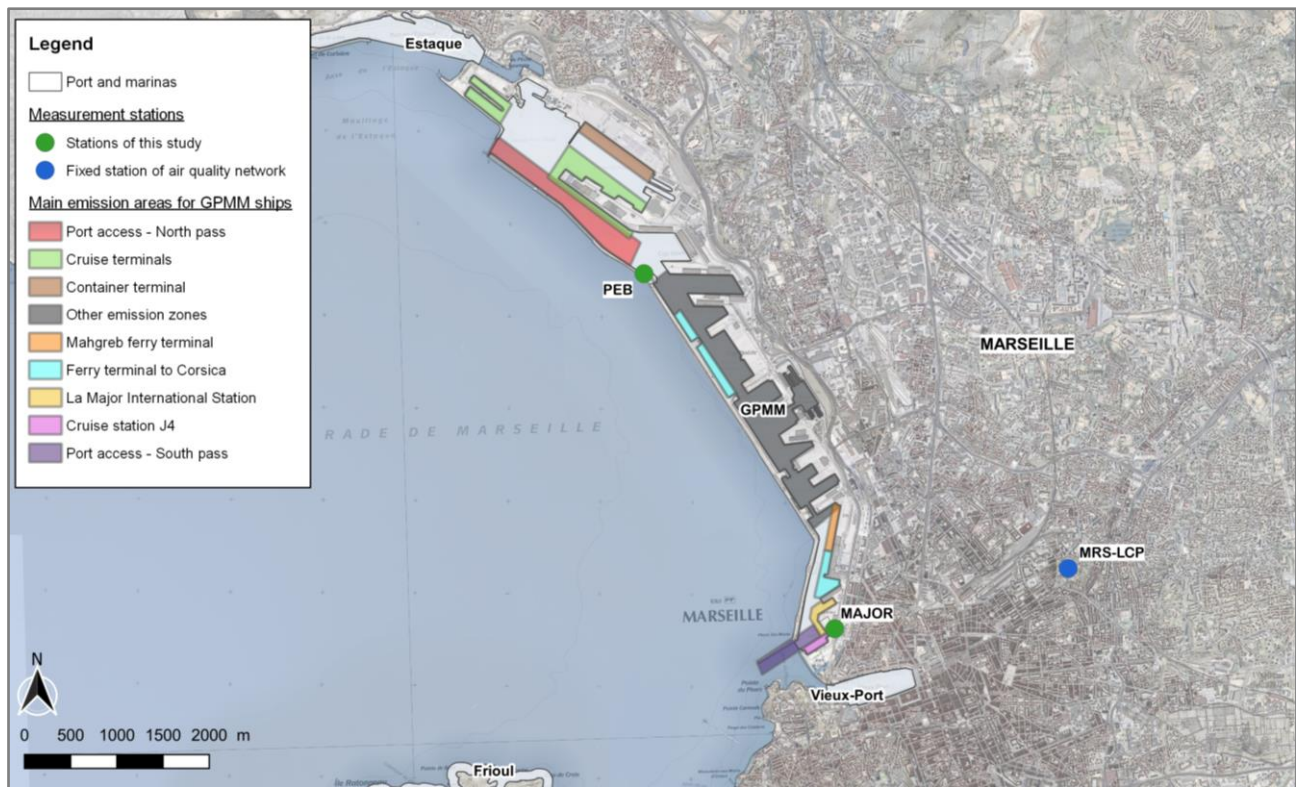 Legend
Port and marinas
Measurement stations
Stations of this study
Fixed station of air quality network
Main emission areas for GPMM ships
Port access - North pass
Cruise terminals
Container terminal
Other emission zones
Mahgreb ferry terminal
Ferry terminal to Corsica
La Major International Station
Cruise station J4
Port access - South pass
Estaque
PEB
MARSEILLE
GPMM
RADE DE MARSEILLE
MRS-LCP
MARSEILLE
MAJOR
Vieux-Port
N
0 500 1000 1500 2000 m
Frioul